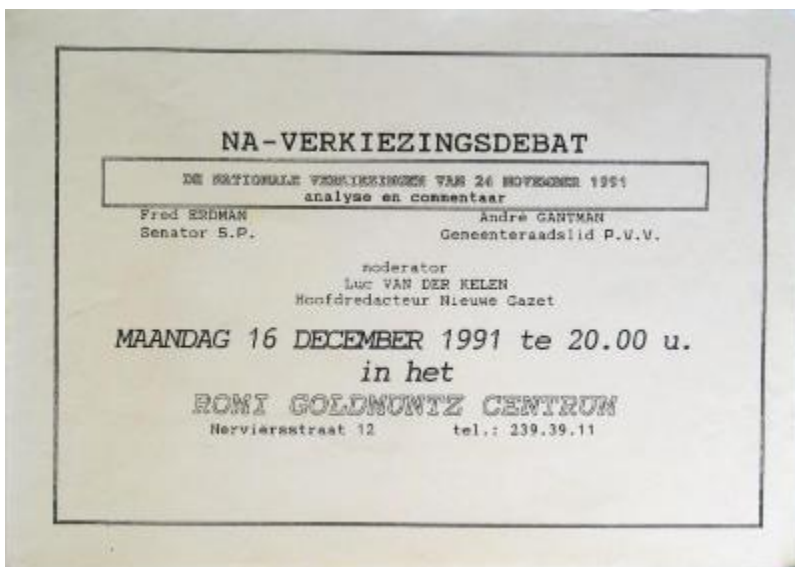 NA-VERKIEZINGSDEBAT
DE NATIONALE VERKIEZINGEN VAN 24 NOVEMBER 1991
analyse en commentaar
Fred ERDMAN André GANTMAN
Senator S.P. Gemeenteraadslid P.V.V.
moderator
Luc VAN DER KELEN
Hoofdredacteur Nieuwe Gazet
MAANDAG 16 DECEMBER 1991 te 20.00 u.
in het
ROMI GOLDMUNTZ CENTRUM
Nerviersstraat 12 tel.: 239.39.11